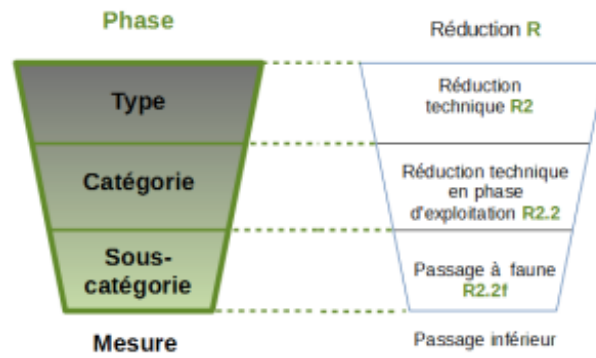 Phase
Type
Catégorie
Sous-
catégorie
Mesure
Réduction R
Réduction
technique R2
Réduction technique
en phase
d'exploitation R2.2
Passage à faune
R2.2f
Passage inférieur